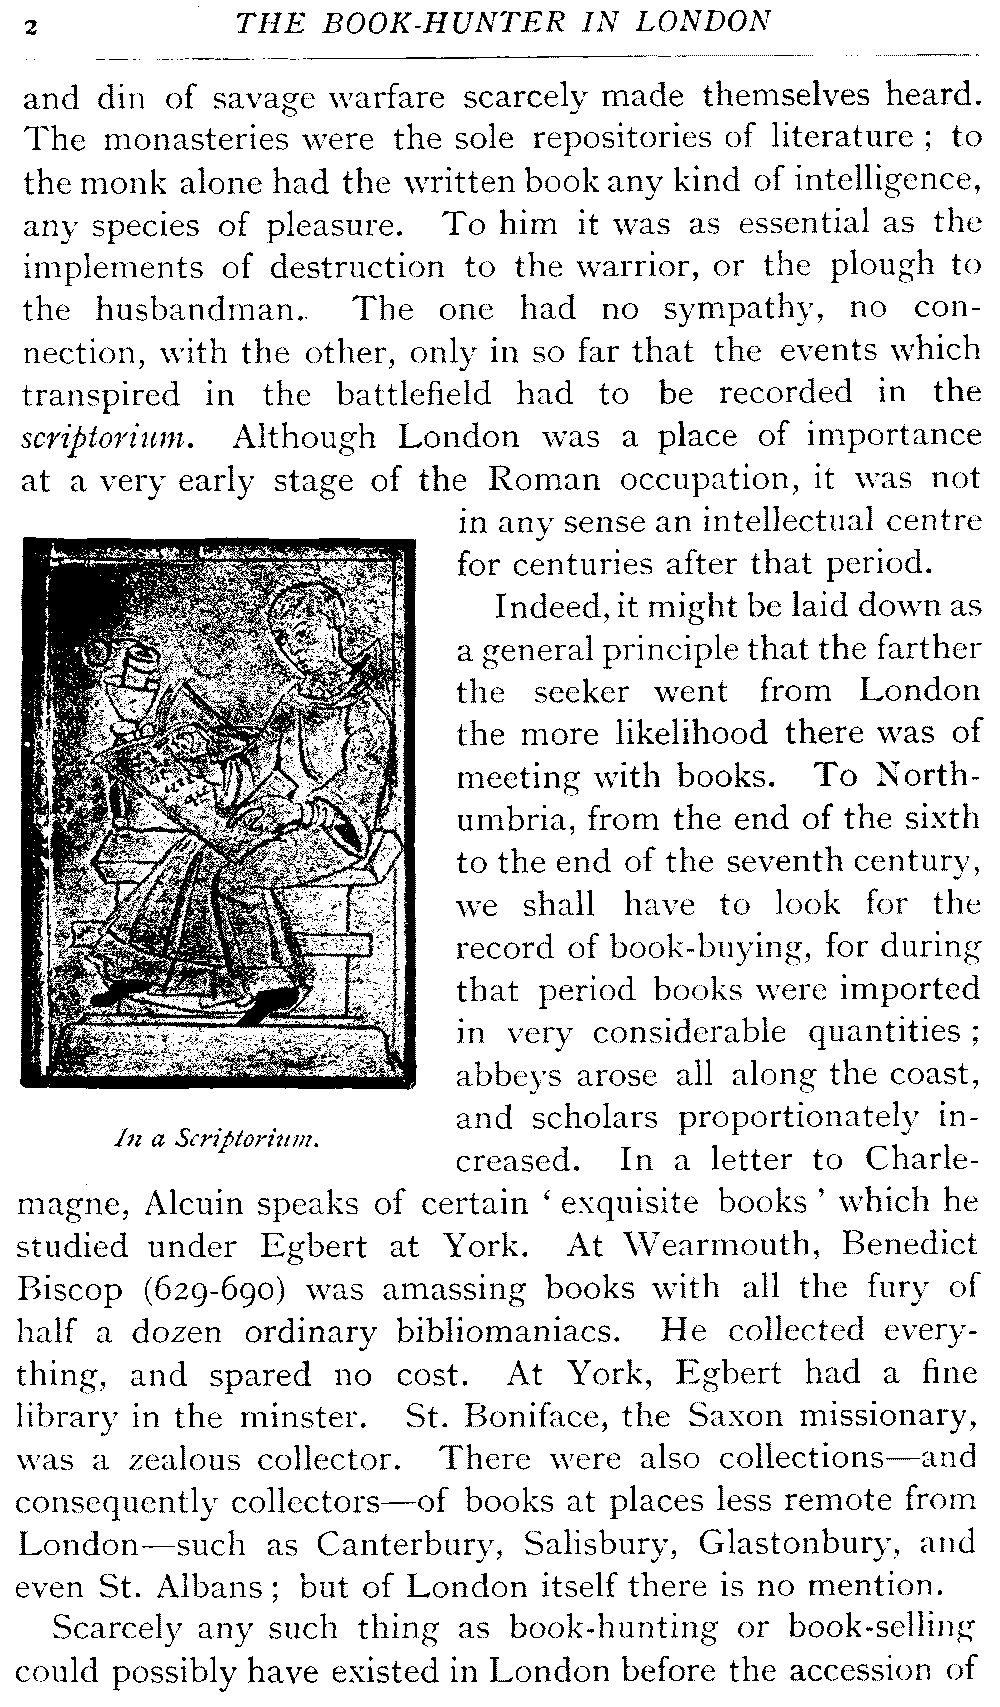 2 THE BOOK-HUNTER IN LONDON
and din of savage warfare scarcely made themselves heard.
The monasteries were the sole repositories of literature ; to
the monk alone had the written book any kind of intelligence,
any species of pleasure. To him it was as essential as the
implements of destruction to the warrior, or the plough to
the husbandman. The one had no sympathy, no con-
nection, with the other, only in so far that the events which
transpired in the battlefield had to be recorded in the
scriptorium. Although London was a place of importance
at a very early stage of the Roman occupation, it was not
in any sense an intellectual centre
for centuries after that period.
Indeed, it might be laid down as
a general principle that the farther
the seeker went from London
the more likelihood there was of
meeting with books. To North-
umbria, from the end of the sixth
to the end of the seventh century,
we shall have to look for the
record of book-buying, for during
that period books were imported
in very considerable quantities ;
abbeys arose all along the coast,
and scholars proportionately in-
creased. In a letter to Charle-
In a Scriptorium.
magne, Alcuin speaks of certain ‘ exquisite books ’ which he
studied under Egbert at York. At Wearmouth, Benedict
Biscop (629-690) was amassing books with all the fury of
half a dozen ordinary bibliomaniacs. He collected every-
thing, and spared no cost. At York, Egbert had a fine
library in the minster. St. Boniface, the Saxon missionary,
was a zealous collector. There were also collections—and
consequently collectors—of books at places less remote from
London—such as Canterbury, Salisbury, Glastonbury, and
even St. Albans ; but of London itself there is no mention.
Scarcely any such thing as book-hunting or book-selling
could possibly have existed in London before the accession of